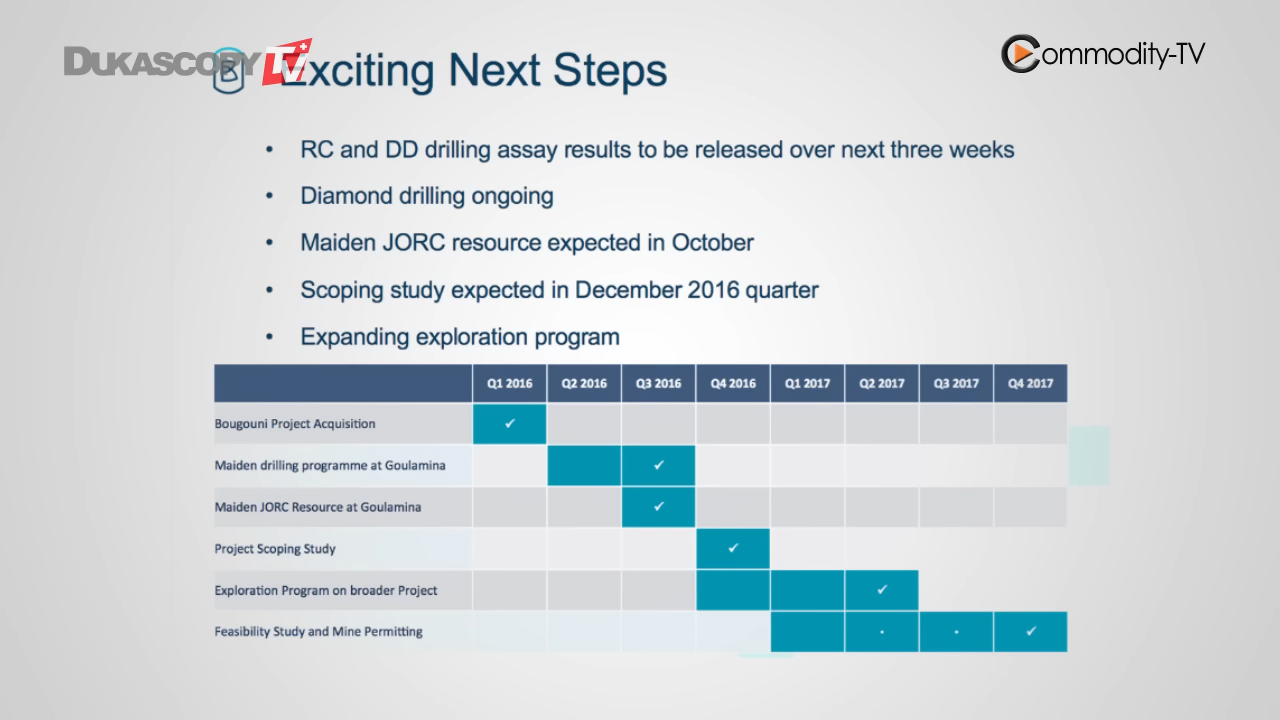 DUKASCOPY TV
Commodity-TV
B
Exciting Next Steps
• RC and DD drilling assay results to be released over next three weeks
• Diamond drilling ongoing
• Maiden JORC resource expected in October
• Scoping study expected in December 2016 quarter
• Expanding exploration program
Q1 2016 Q2 2016 Q3 2016 Q4 2016 Q1 2017 Q2 2017 Q3 2017 Q4 2017
Bougouni Project Acquisition ✓
Maiden drilling programme at Goulamina ✓
Maiden JORC Resource at Goulamina ✓
Project Scoping Study ✓
Exploration Program on broader Project ✓
Feasibility Study and Mine Permitting • • ✓